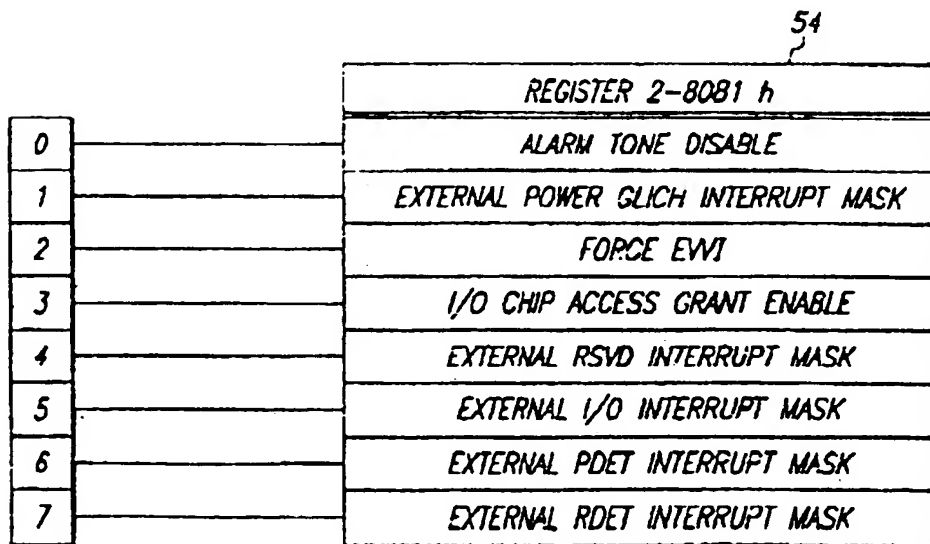 54
REGISTER 2-8081 h
0 ALARM TONE DISABLE
1 EXTERNAL POWER GLICH INTERRUPT MASK
2 FORCE EVVI
3 I/O CHIP ACCESS GRANT ENABLE
4 EXTERNAL RSVD INTERRUPT MASK
5 EXTERNAL I/O INTERRUPT MASK
6 EXTERNAL PDET INTERRUPT MASK
7 EXTERNAL RDET INTERRUPT MASK